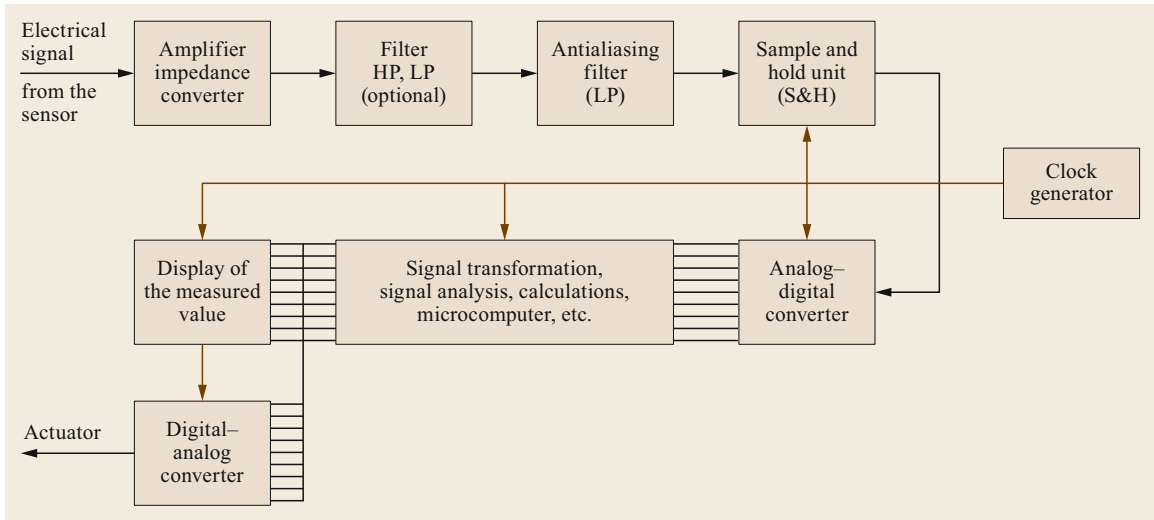 Electrical
signal
from the
sensor
Amplifier
impedance
converter
Filter
HP, LP
(optional)
Antialiasing
filter
(LP)
Sample and
hold unit
(S&H)
Clock
generator
Display of
the measured
value
Signal transformation,
signal analysis, calculations,
microcomputer, etc.
Analog–
digital
converter
Actuator
Digital–
analog
converter